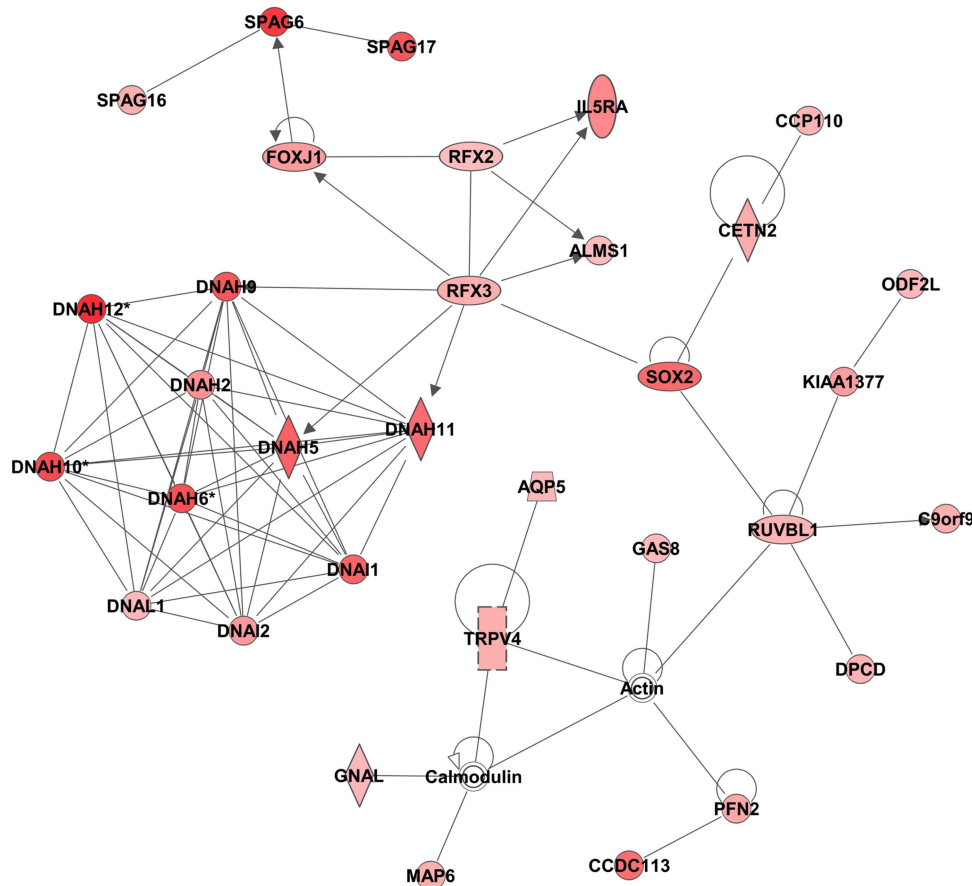 SPAG6
SPAG17
SPAG16
IL5RA
CCP110
FOXJ1
RFX2
CETN2
ALMS1
ODF2L
DNAH9
RFX3
DNAH12*
SOX2
KIAA1377
DNAH2
DNAH11
DNAH5
DNAH10*
AQP5
DNAH6*
C9orf9
RUVBL1
GAS8
DNAI1
DNAL1
DNAI2
TRPV4
DPCD
Actin
GNAL
Calmodulin
PFN2
CCDC113
MAP6